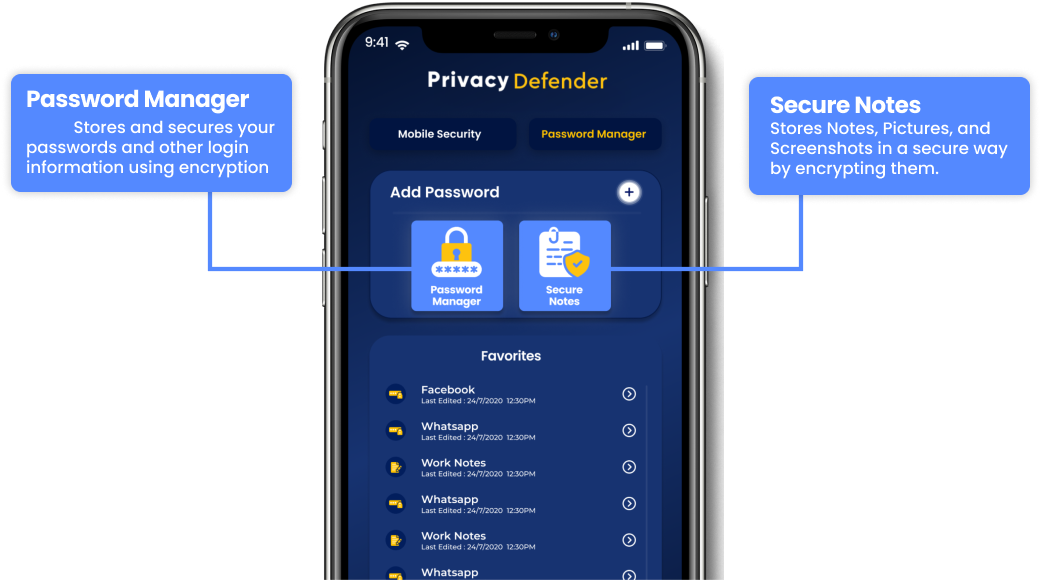 9:41
Privacy Defender
Mobile Security
Password Manager
Password Manager
Stores and secures your
passwords and other login
information using encryption
Secure Notes
Stores Notes, Pictures, and
Screenshots in a secure way
by encrypting them.
Add Password
+
*****
Password
Manager
Secure
Notes
Favorites
Facebook
Last Edited : 24/7/2020 12:30PM
Whatsapp
Last Edited : 24/7/2020 12:30PM
Work Notes
Last Edited : 24/7/2020 12:30PM
Whatsapp
Last Edited : 24/7/2020 12:30PM
Work Notes
Last Edited : 24/7/2020 12:30PM
Whatsapp